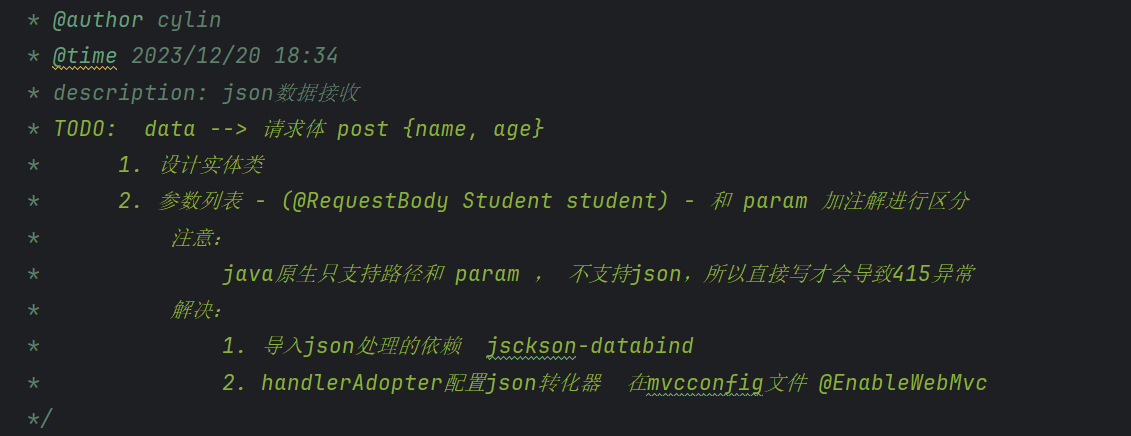 * @author cylin
* @time 2023/12/20 18:34
* description: json数据接收
* TODO:  data --> 请求体 post {name, age}
*      1. 设计实体类
*      2. 参数列表 - (@RequestBody Student student) - 和 param 加注解进行区分
*          注意：
*              java原生只支持路径和 param ， 不支持json，所以直接写才会导致415异常
*          解决：
*              1. 导入json处理的依赖  jsckson-databind
*              2. handlerAdopter配置json转化器  在mvcconfig文件 @EnableWebMvc
*/